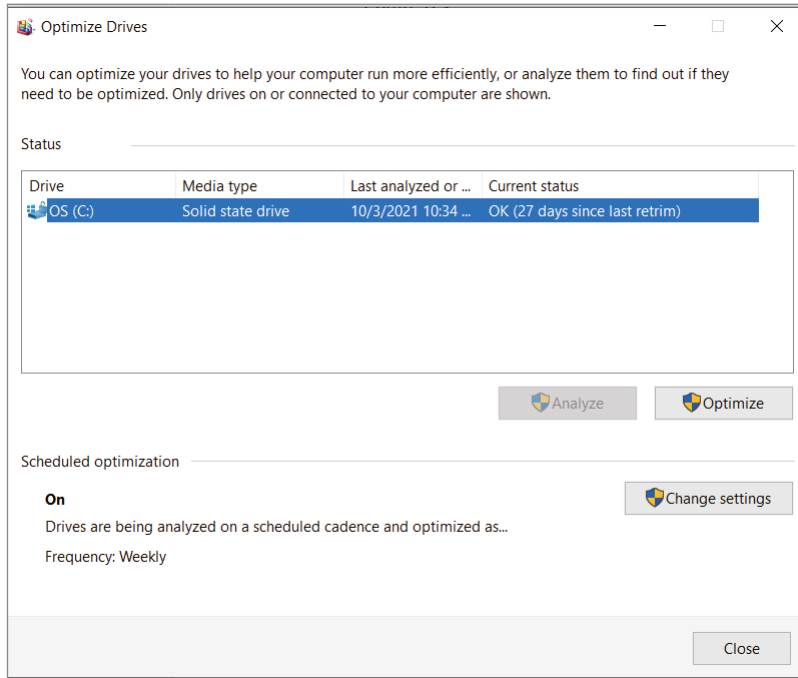 Optimize Drives
You can optimize your drives to help your computer run more efficiently, or analyze them to find out if they
need to be optimized. Only drives on or connected to your computer are shown.
Status
Drive Media type Last analyzed or ... Current status
OS (C:) Solid state drive 10/3/2021 10:34 ... OK (27 days since last retrim)
Analyze Optimize
Scheduled optimization
On Change settings
Drives are being analyzed on a scheduled cadence and optimized as...
Frequency: Weekly
Close